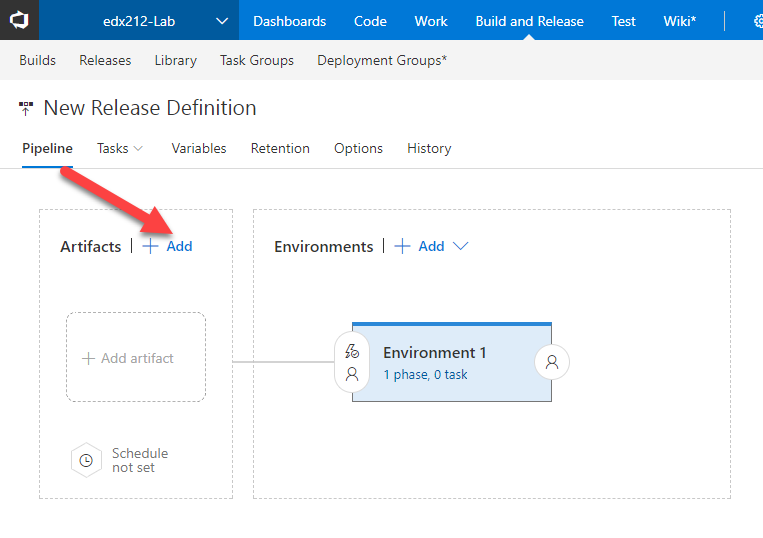 edx212-Lab Dashboards Code Work Build and Release Test Wiki*
Builds Releases Library Task Groups Deployment Groups*
New Release Definition
Pipeline Tasks Variables Retention Options History
Artifacts | + Add
Environments | + Add
+ Add artifact
Environment 1
1 phase, 0 task
Schedule
not set